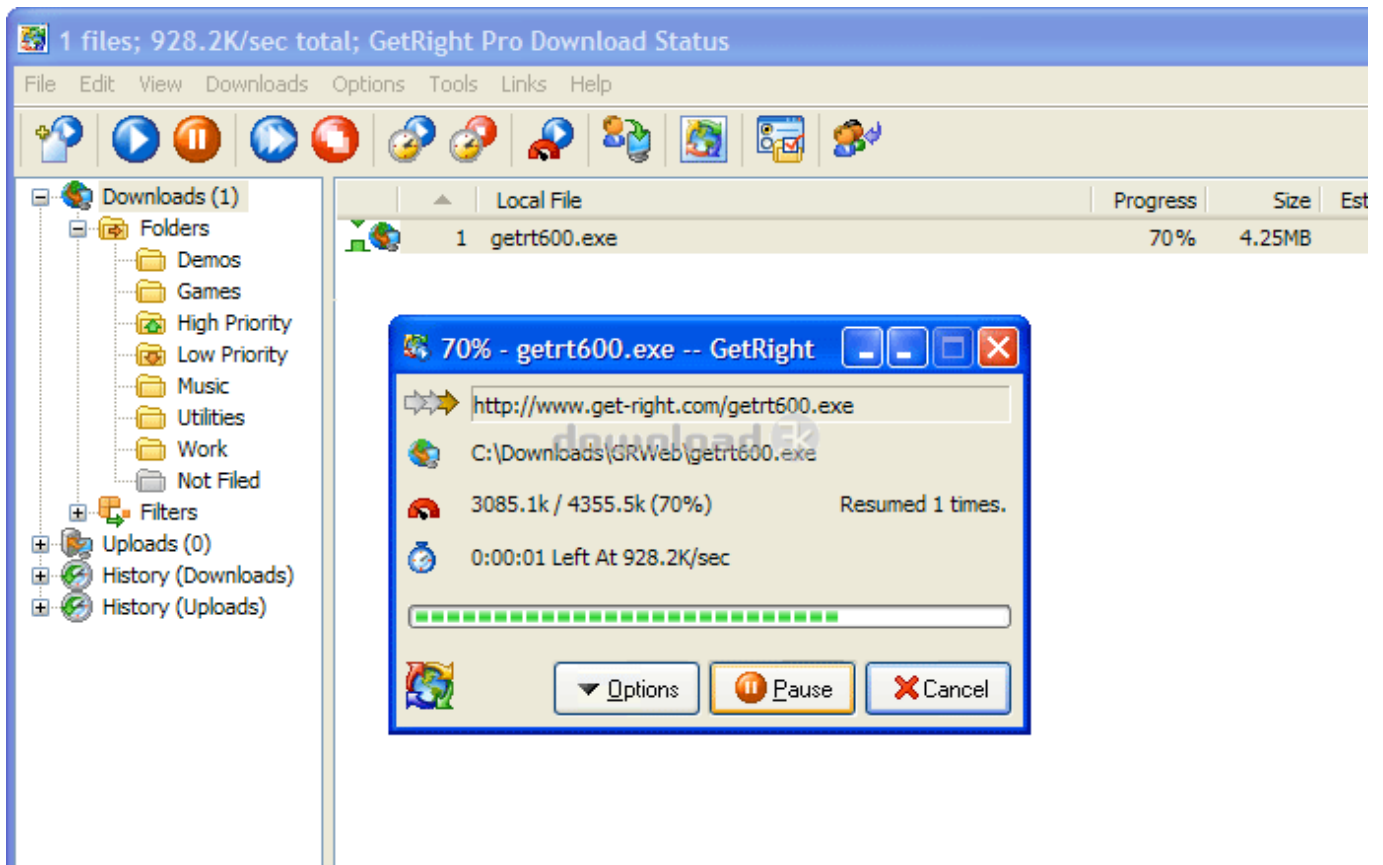 1 files; 928.2K/sec total; GetRight Pro Download Status
File Edit View Downloads Options Tools Links Help
Downloads (1)
Folders
Demos
Games
High Priority
Low Priority
Music
Utilities
Work
Not Filed
Filters
Uploads (0)
History (Downloads)
History (Uploads)
Local File Progress Size Est
1 getrt600.exe 70% 4.25MB
70% - getrt600.exe -- GetRight
http://www.get-right.com/getrt600.exe
download 3k
C:\Downloads\GRWeb\getrt600.exe
3085.1k / 4355.5k (70%) Resumed 1 times.
0:00:01 Left At 928.2K/sec
Options Pause Cancel